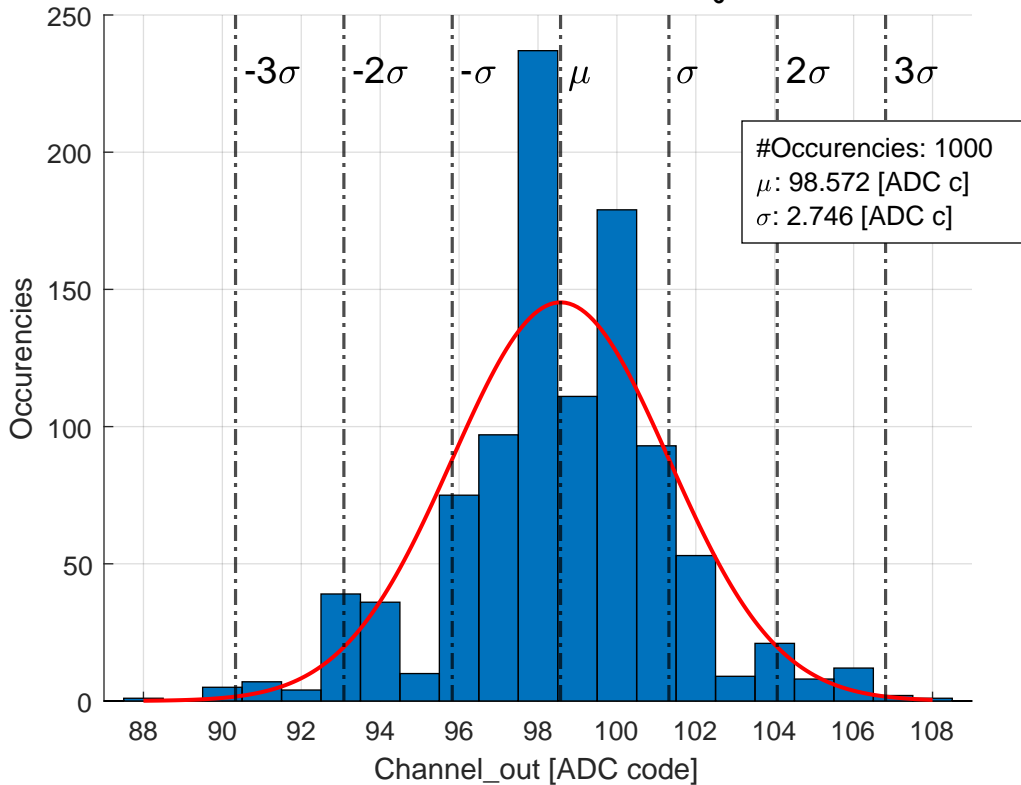 250
200
150
100
50
0
-3σ -2σ -σ μ σ 2σ 3σ
#Occurencies: 1000
μ: 98.572 [ADC c]
σ: 2.746 [ADC c]
Occurencies
88 90 92 94 96 98 100 102 104 106 108
Channel_out [ADC code]